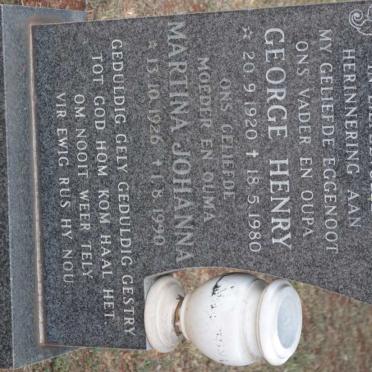 HERINNERING AAN
MY GELIEFDE EGGENOOT
ONS VADER EN OUPA
GEORGE HENRY
☆ 20.9.1920 ✝ 18.5.1980
ONS GELIEFDE
MOEDER EN OUMA
MARTINA JOHANNA
☆ 13.10.1926 ✝ 1.8.1990
GEDULDIG GELY GEDULDIG GESTRY
TOT GOD HOM KOM HAAL HET
OM NOOIT WEER TE LY
VIR EWIG RUS HY NOU